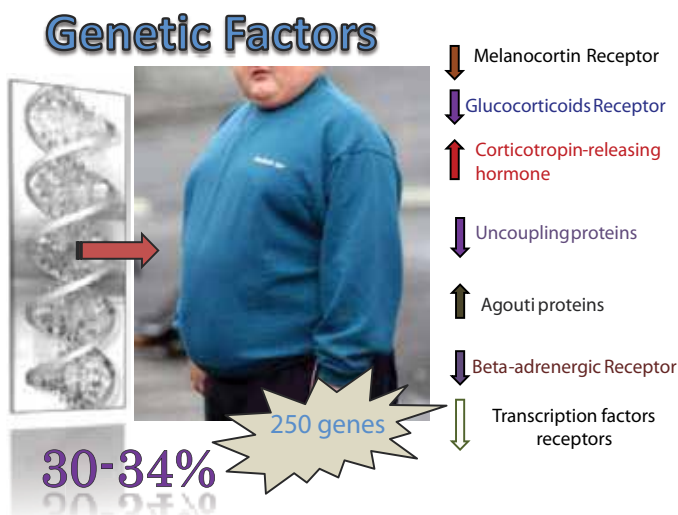 Genetic Factors
Melanocortin Receptor
Glucocorticoids Receptor
Corticotropin-releasing
hormone
Uncoupling proteins
Agouti proteins
Beta-adrenergic Receptor
Transcription factors
receptors
250 genes
30-34%